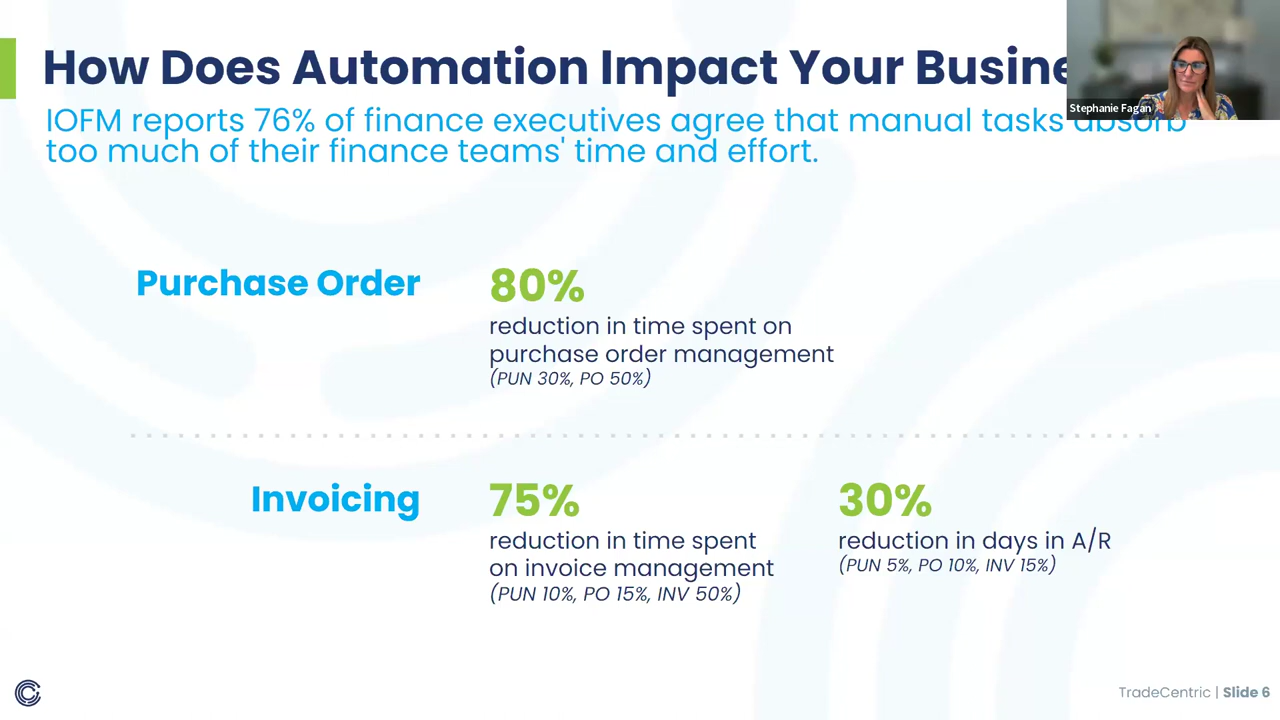 How Does Automation Impact Your Busine
Stephanie Fagan
IOFM reports 76% of finance executives agree that manual tasks absorb
too much of their finance teams' time and effort.
Purchase Order
80%
reduction in time spent on
purchase order management
(PUN 30%, PO 50%)
Invoicing
75%
reduction in time spent
on invoice management
(PUN 10%, PO 15%, INV 50%)
30%
reduction in days in A/R
(PUN 5%, PO 10%, INV 15%)
TradeCentric | Slide 6